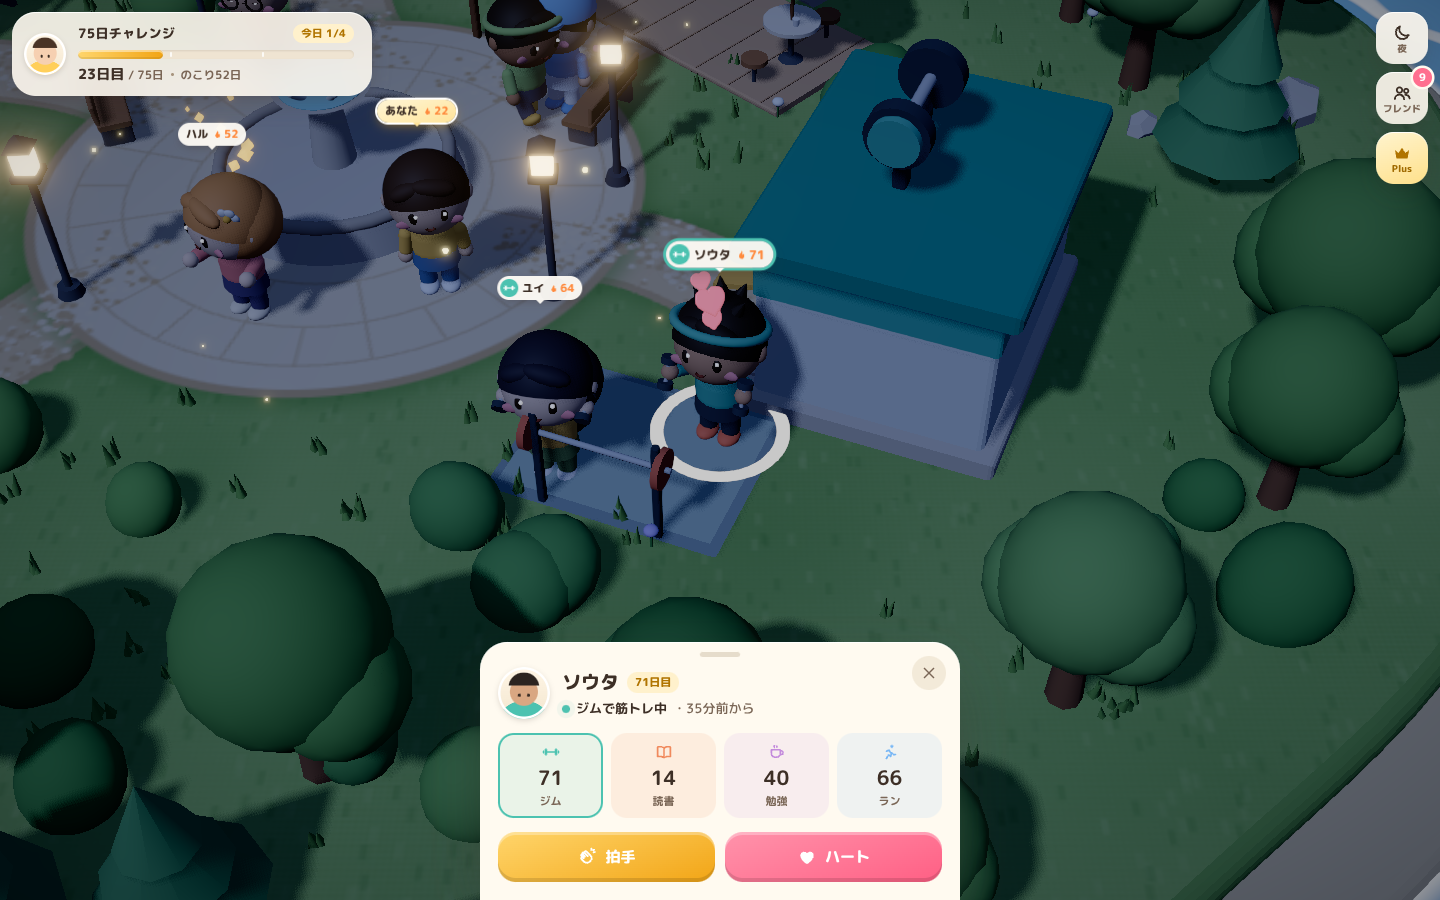 75日チャレンジ
今日 1/4
23日目 / 75日 ・ のこり52日
夜
9
フレンド
Plus
あなた 22
ハル 52
ソウタ 71
ユイ 64
ソウタ 71日目
ジムで筋トレ中 ・35分前から
71
ジム
14
読書
40
勉強
66
ラン
拍手
ハート